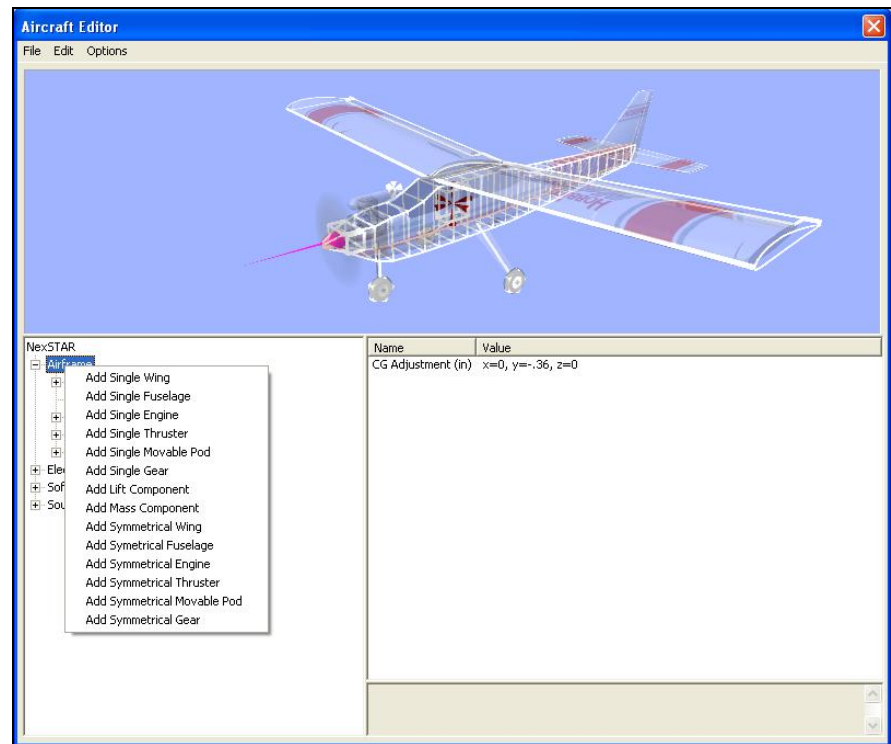 Aircraft Editor
File Edit Options
NexSTAR
Name Value
Airframe
CG Adjustment (in) x=0, y=-.36, z=0
Add Single Wing
Add Single Fuselage
Add Single Engine
Add Single Thruster
Add Single Movable Pod
Ele
Add Single Gear
Sof
Add Lift Component
Sou
Add Mass Component
Add Symmetrical Wing
Add Symetrical Fuselage
Add Symmetrical Engine
Add Symmetrical Thruster
Add Symmetrical Movable Pod
Add Symmetrical Gear